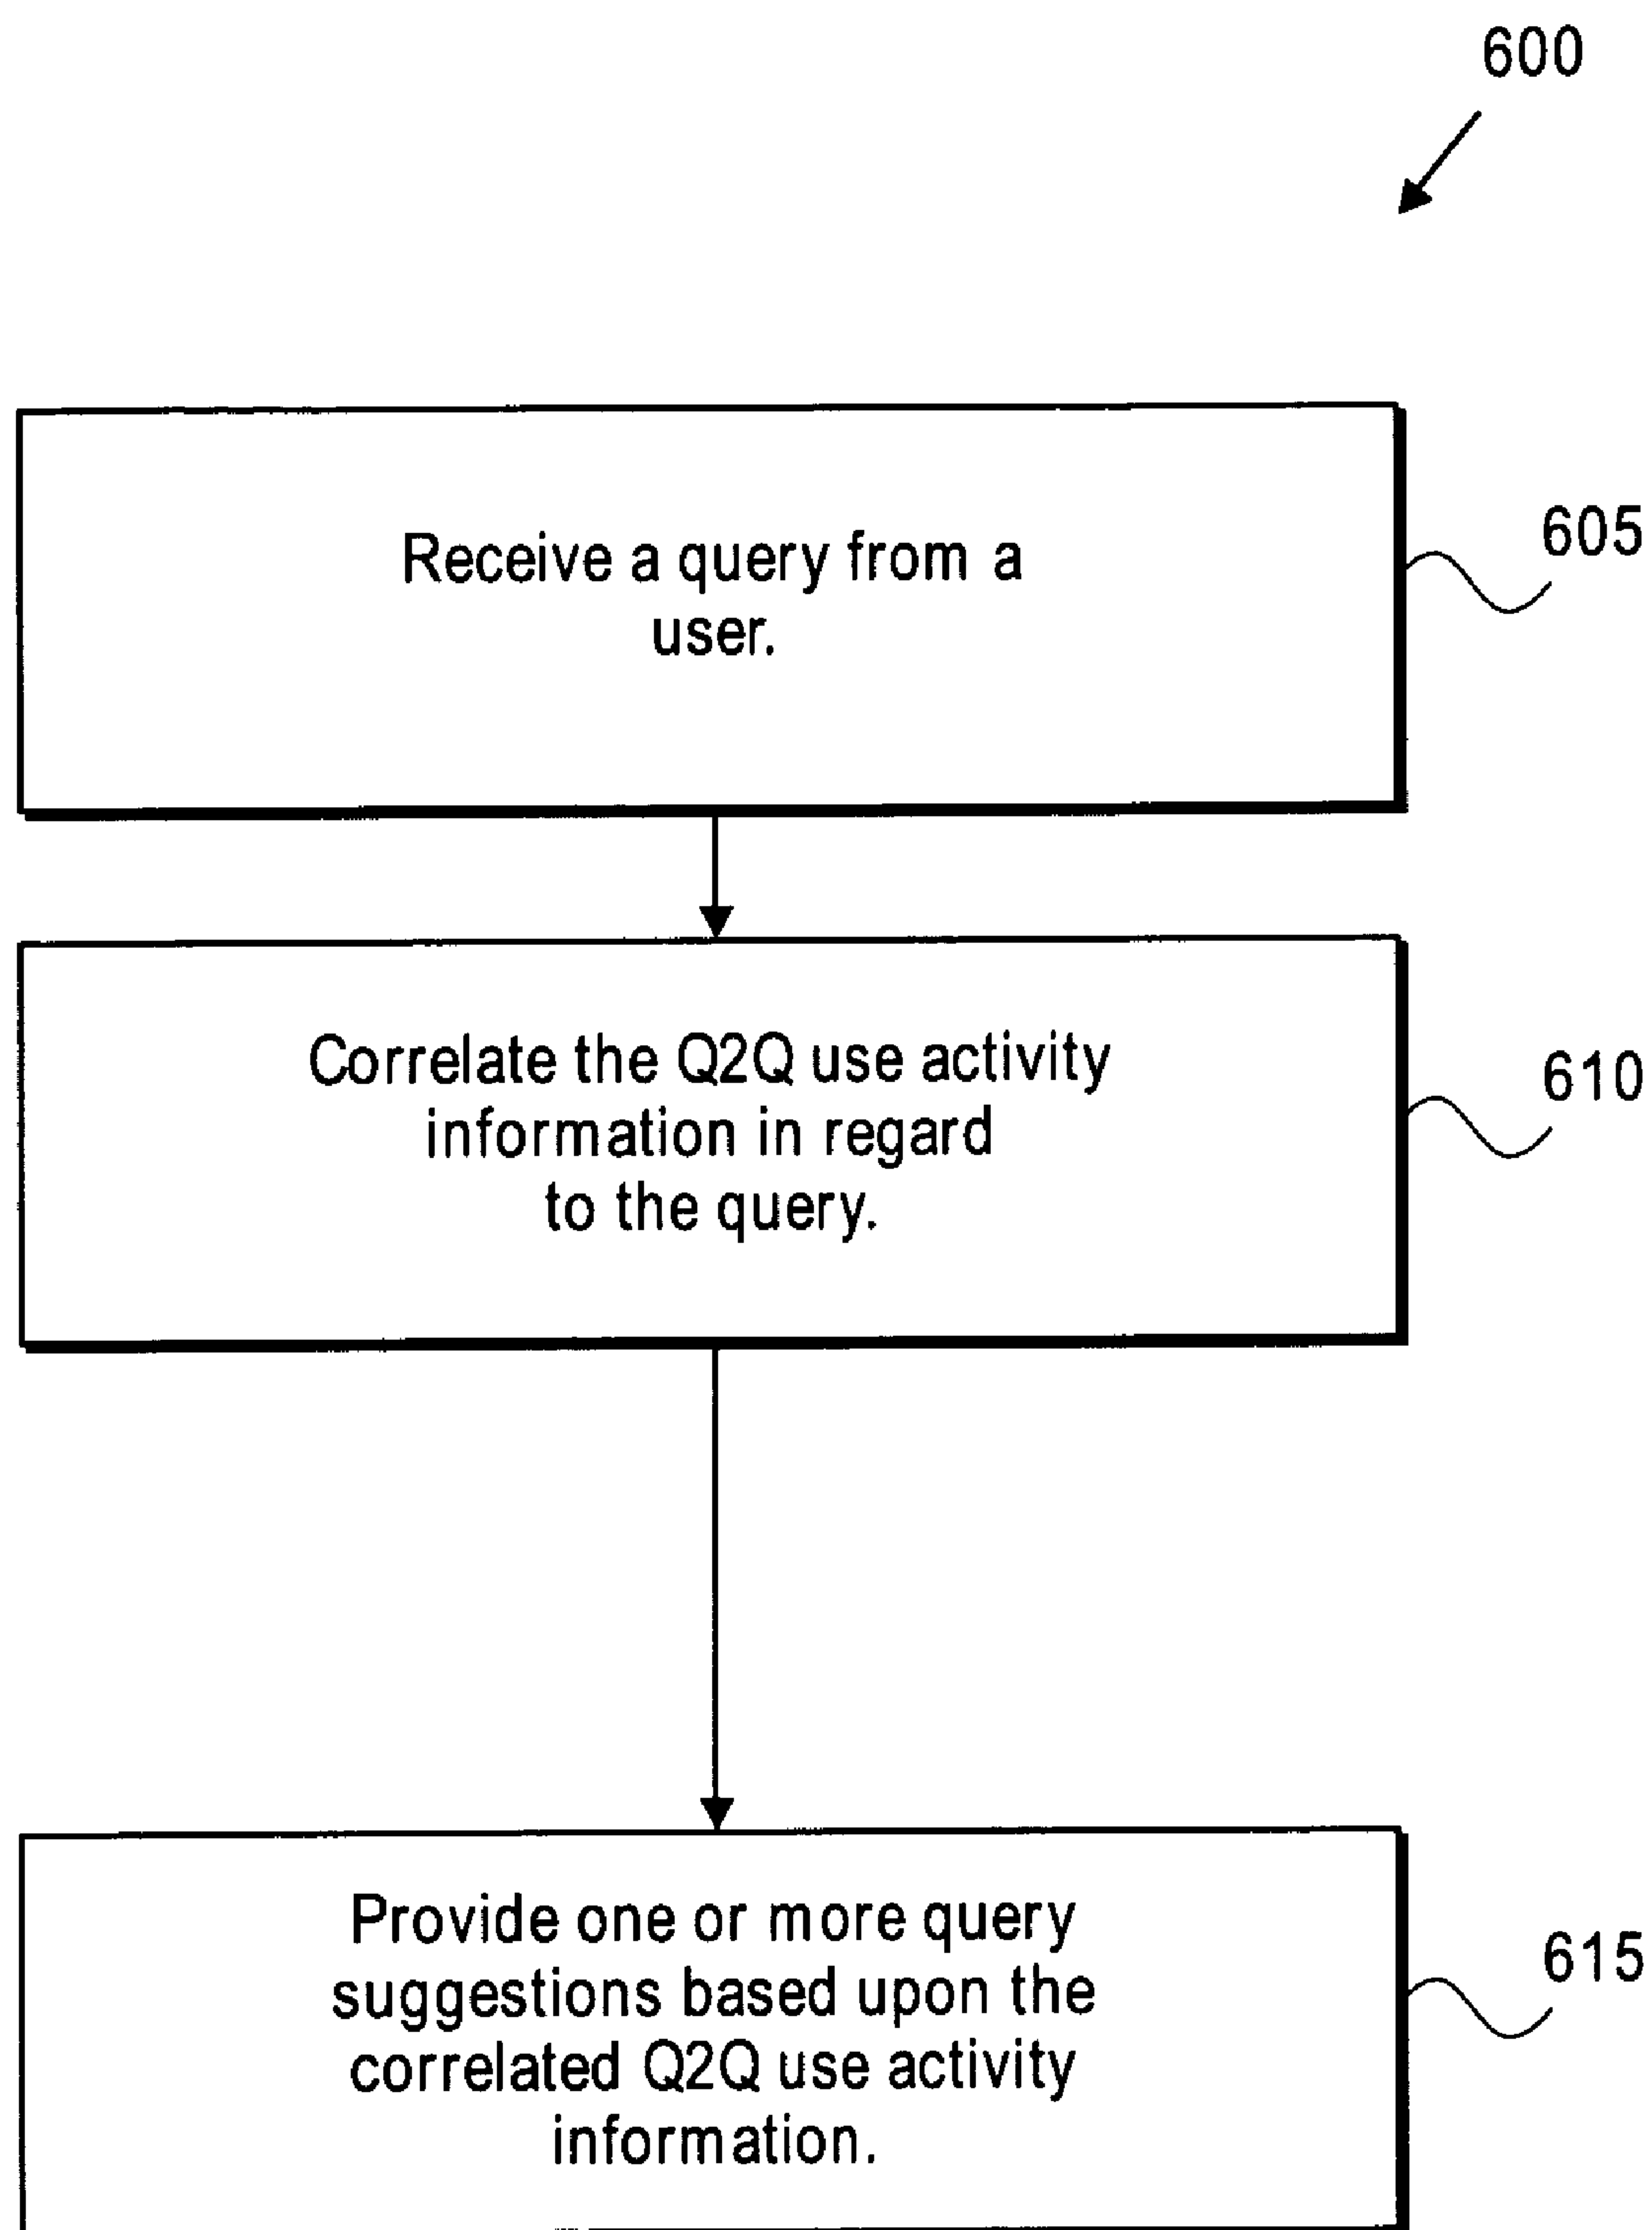 600
Receive a query from a
user.
605
Correlate the Q2Q use activity
information in regard
to the query.
610
Provide one or more query
suggestions based upon the
correlated Q2Q use activity
information.
615